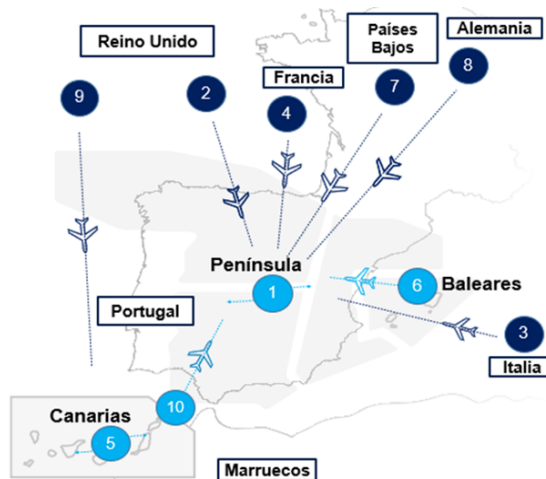 Reino Unido
Países
Bajos
Alemania
Francia
9
2
4
7
8
Península
1
6
Baleares
Portugal
3
Italia
10
Canarias
5
Marruecos